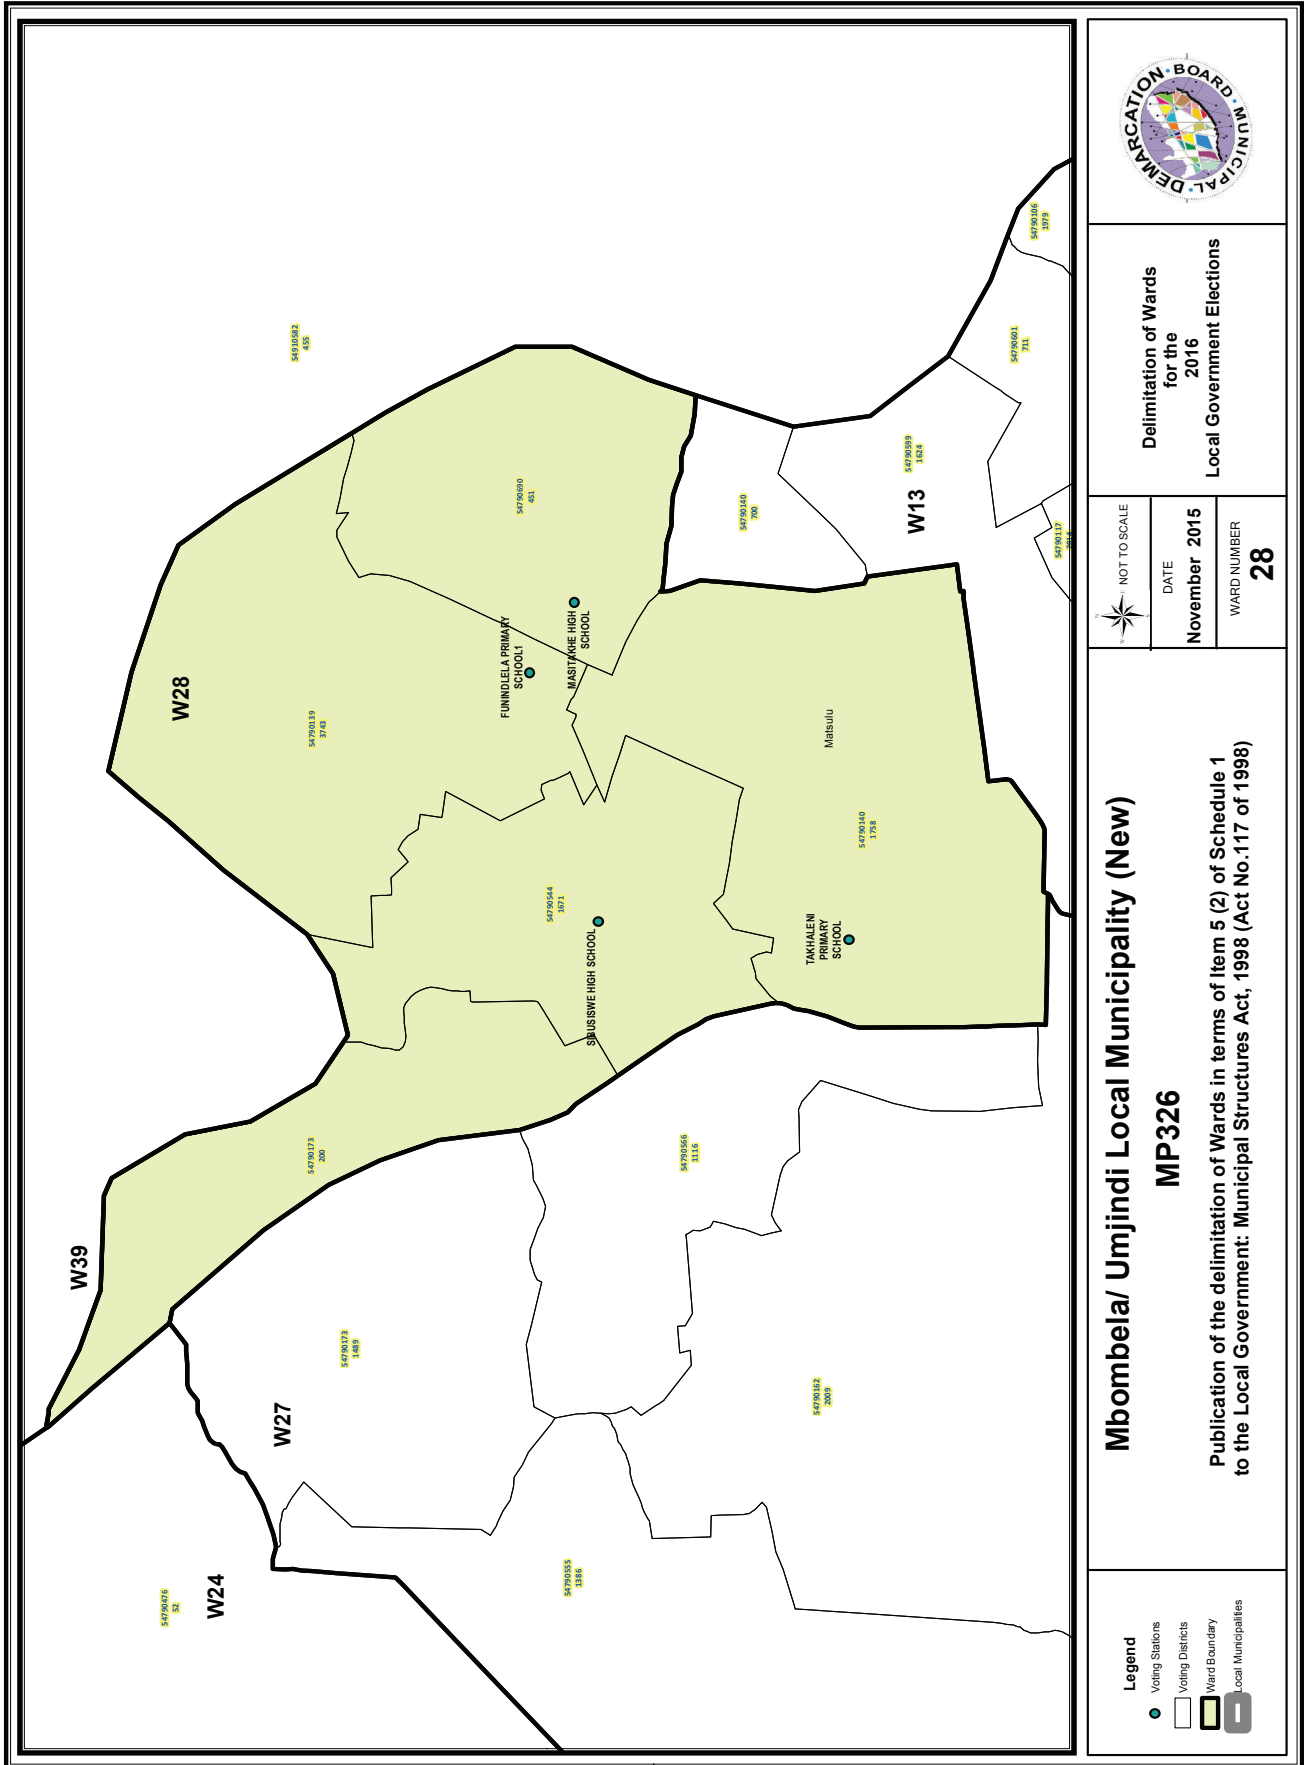 W39
W28
W24
W27
W13
54790476
52
54790173
1489
54790173
200
54790139
3743
54910582
455
54790555
1386
54790544
1671
54790690
451
FUNINDLELA PRIMARY
SCHOOL1
MASITAKHE HIGH
SCHOOL
SIBUSISWE HIGH SCHOOL
54790566
1116
54790140
700
54790162
2009
TAKHALENI
PRIMARY
SCHOOL
Matsulu
54790140
1758
54790599
1624
54790601
711
54790106
1979
54790117
Legend
Voting Stations
Voting Districts
Ward Boundary
Local Municipalities
Mbombela/ Umjindi Local Municipality (New)
MP326
Publication of the delimitation of Wards in terms of Item 5 (2) of Schedule 1
to the Local Government: Municipal Structures Act, 1998 (Act No.117 of 1998)
N
W
E
S
NOT TO SCALE
DATE
November 2015
WARD NUMBER
28
Delimitation of Wards
for the
2016
Local Government Elections
MUNICIPAL • DEMARCATION • BOARD •